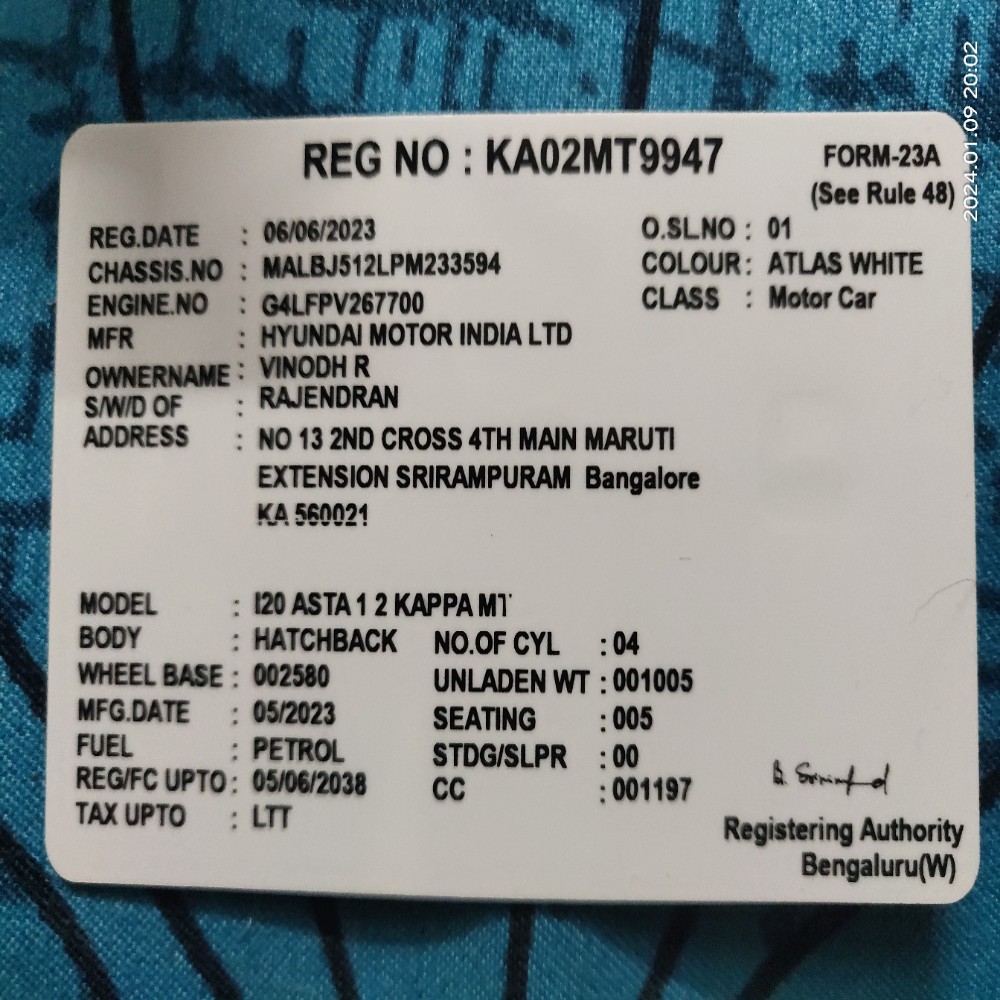 REG NO : KA02MT9947
FORM-23A
(See Rule 48)
REG.DATE : 06/06/2023
O.SL.NO : 01
CHASSIS.NO : MALBJ512LPM233594
COLOUR : ATLAS WHITE
ENGINE.NO : G4LFPV267700
CLASS : Motor Car
MFR : HYUNDAI MOTOR INDIA LTD
OWNERNAME : VINODH R
S/W/D OF : RAJENDRAN
ADDRESS : NO 13 2ND CROSS 4TH MAIN MARUTI
EXTENSION SRIRAMPURAM Bangalore
KA 560021
MODEL : I20 ASTA 1 2 KAPPA MT
BODY : HATCHBACK NO.OF CYL : 04
WHEEL BASE : 002580 UNLADEN WT : 001005
MFG.DATE : 05/2023 SEATING : 005
FUEL : PETROL STDG/SLPR : 00
REG/FC UPTO : 05/06/2038 CC : 001197
TAX UPTO : LTT
Registering Authority
Bengaluru(W)
2024.01.09 20:02